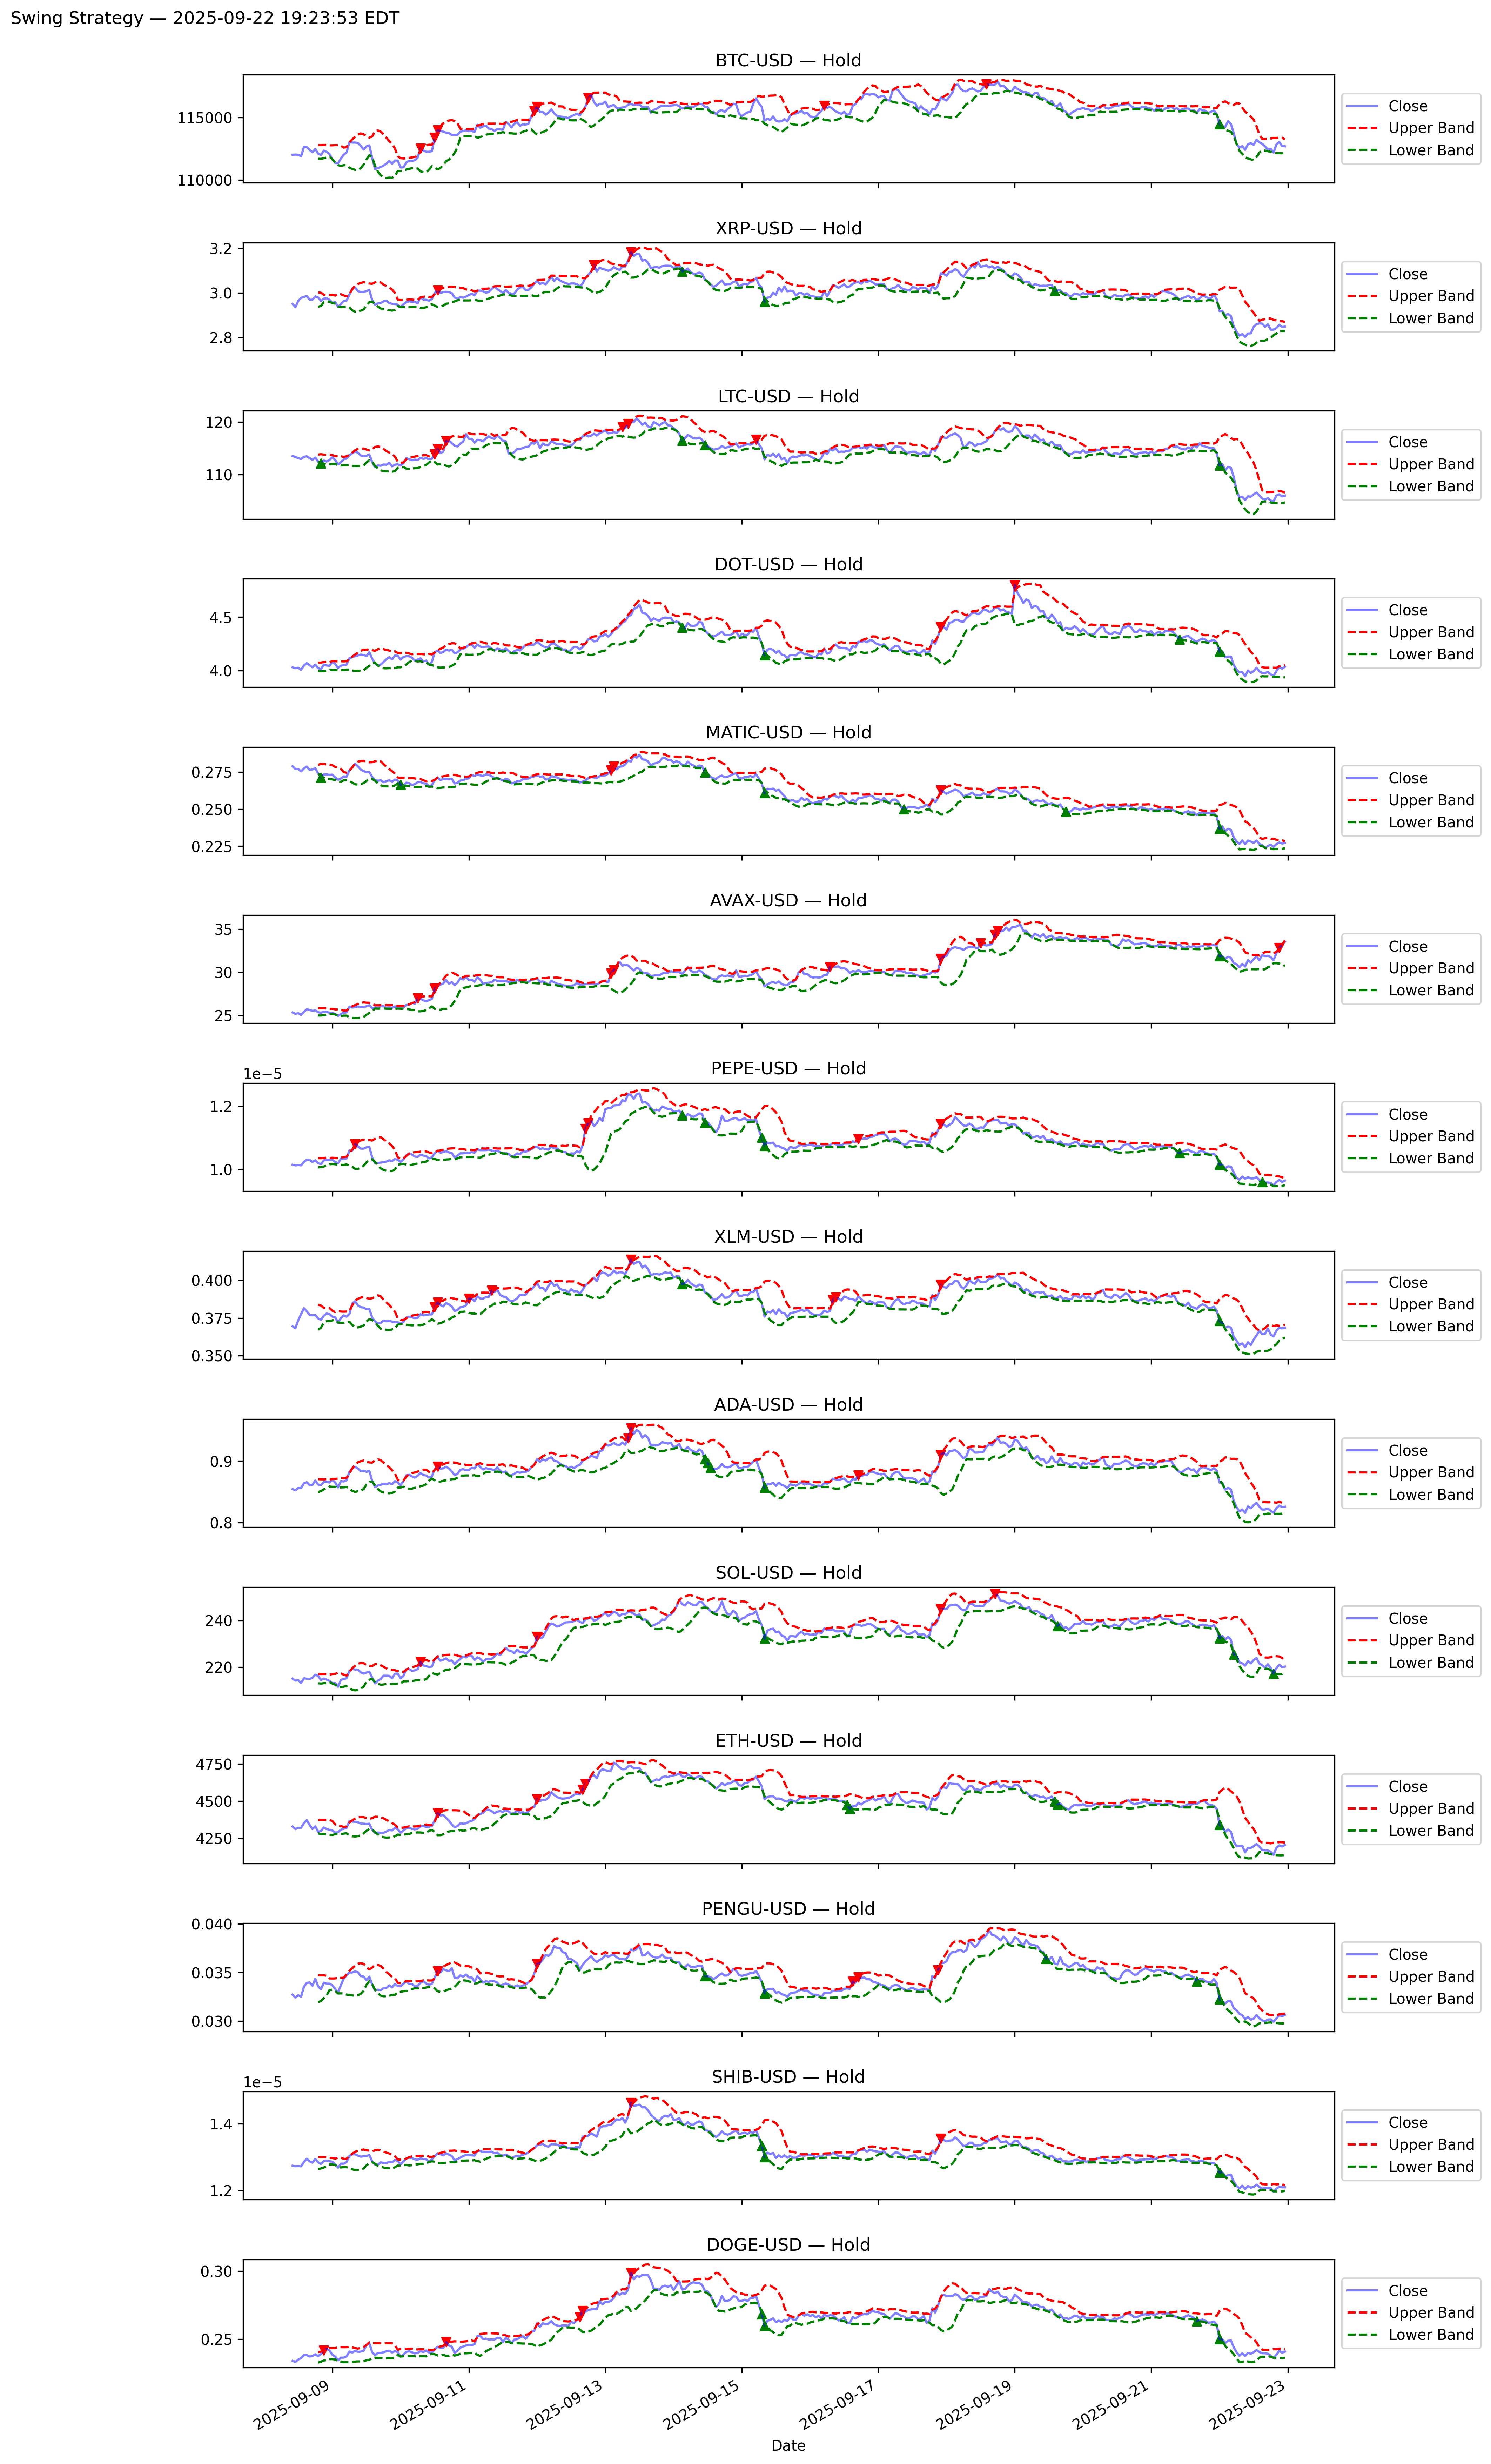 Swing Strategy — 2025-09-22 19:23:53 EDT
BTC-USD — Hold
115000
110000
Close
Upper Band
Lower Band
XRP-USD — Hold
3.2
3.0
2.8
Close
Upper Band
Lower Band
LTC-USD — Hold
120
110
Close
Upper Band
Lower Band
DOT-USD — Hold
4.5
4.0
Close
Upper Band
Lower Band
MATIC-USD — Hold
0.275
0.250
0.225
Close
Upper Band
Lower Band
AVAX-USD — Hold
35
30
25
Close
Upper Band
Lower Band
PEPE-USD — Hold
1e−5
1.2
1.0
Close
Upper Band
Lower Band
XLM-USD — Hold
0.400
0.375
0.350
Close
Upper Band
Lower Band
ADA-USD — Hold
0.9
0.8
Close
Upper Band
Lower Band
SOL-USD — Hold
240
220
Close
Upper Band
Lower Band
ETH-USD — Hold
4750
4500
4250
Close
Upper Band
Lower Band
PENGU-USD — Hold
0.040
0.035
0.030
Close
Upper Band
Lower Band
SHIB-USD — Hold
1e−5
1.4
1.2
Close
Upper Band
Lower Band
DOGE-USD — Hold
0.30
0.25
Close
Upper Band
Lower Band
2025-09-09
2025-09-11
2025-09-13
2025-09-15
2025-09-17
2025-09-19
2025-09-21
2025-09-23
Date